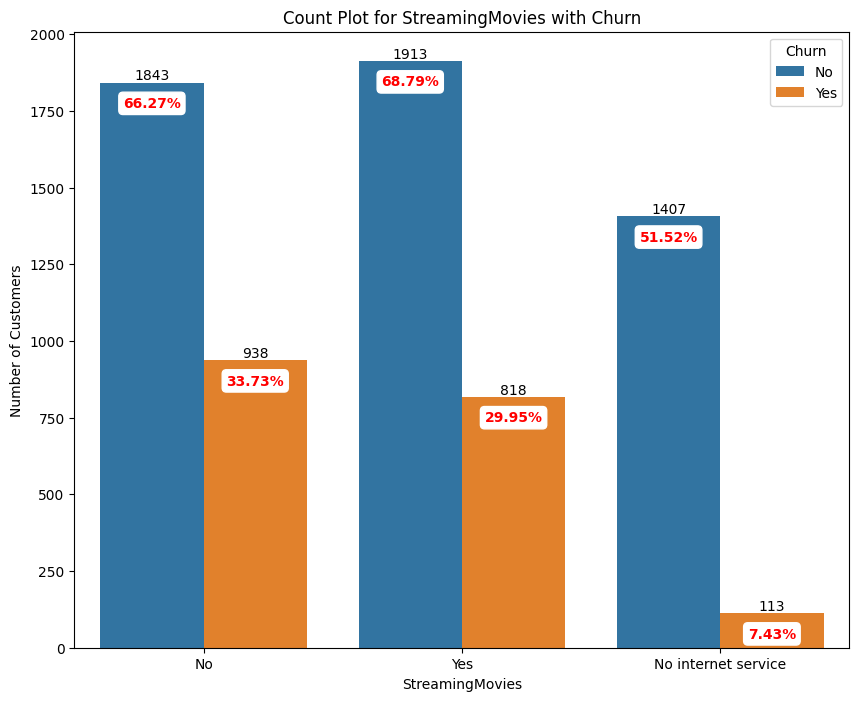 Count Plot for StreamingMovies with Churn
Churn
No
Yes
2000
1750
1500
1250
1000
750
500
250
0
Number of Customers
1843
66.27%
938
33.73%
1913
68.79%
818
29.95%
1407
51.52%
113
7.43%
No
Yes
No internet service
StreamingMovies